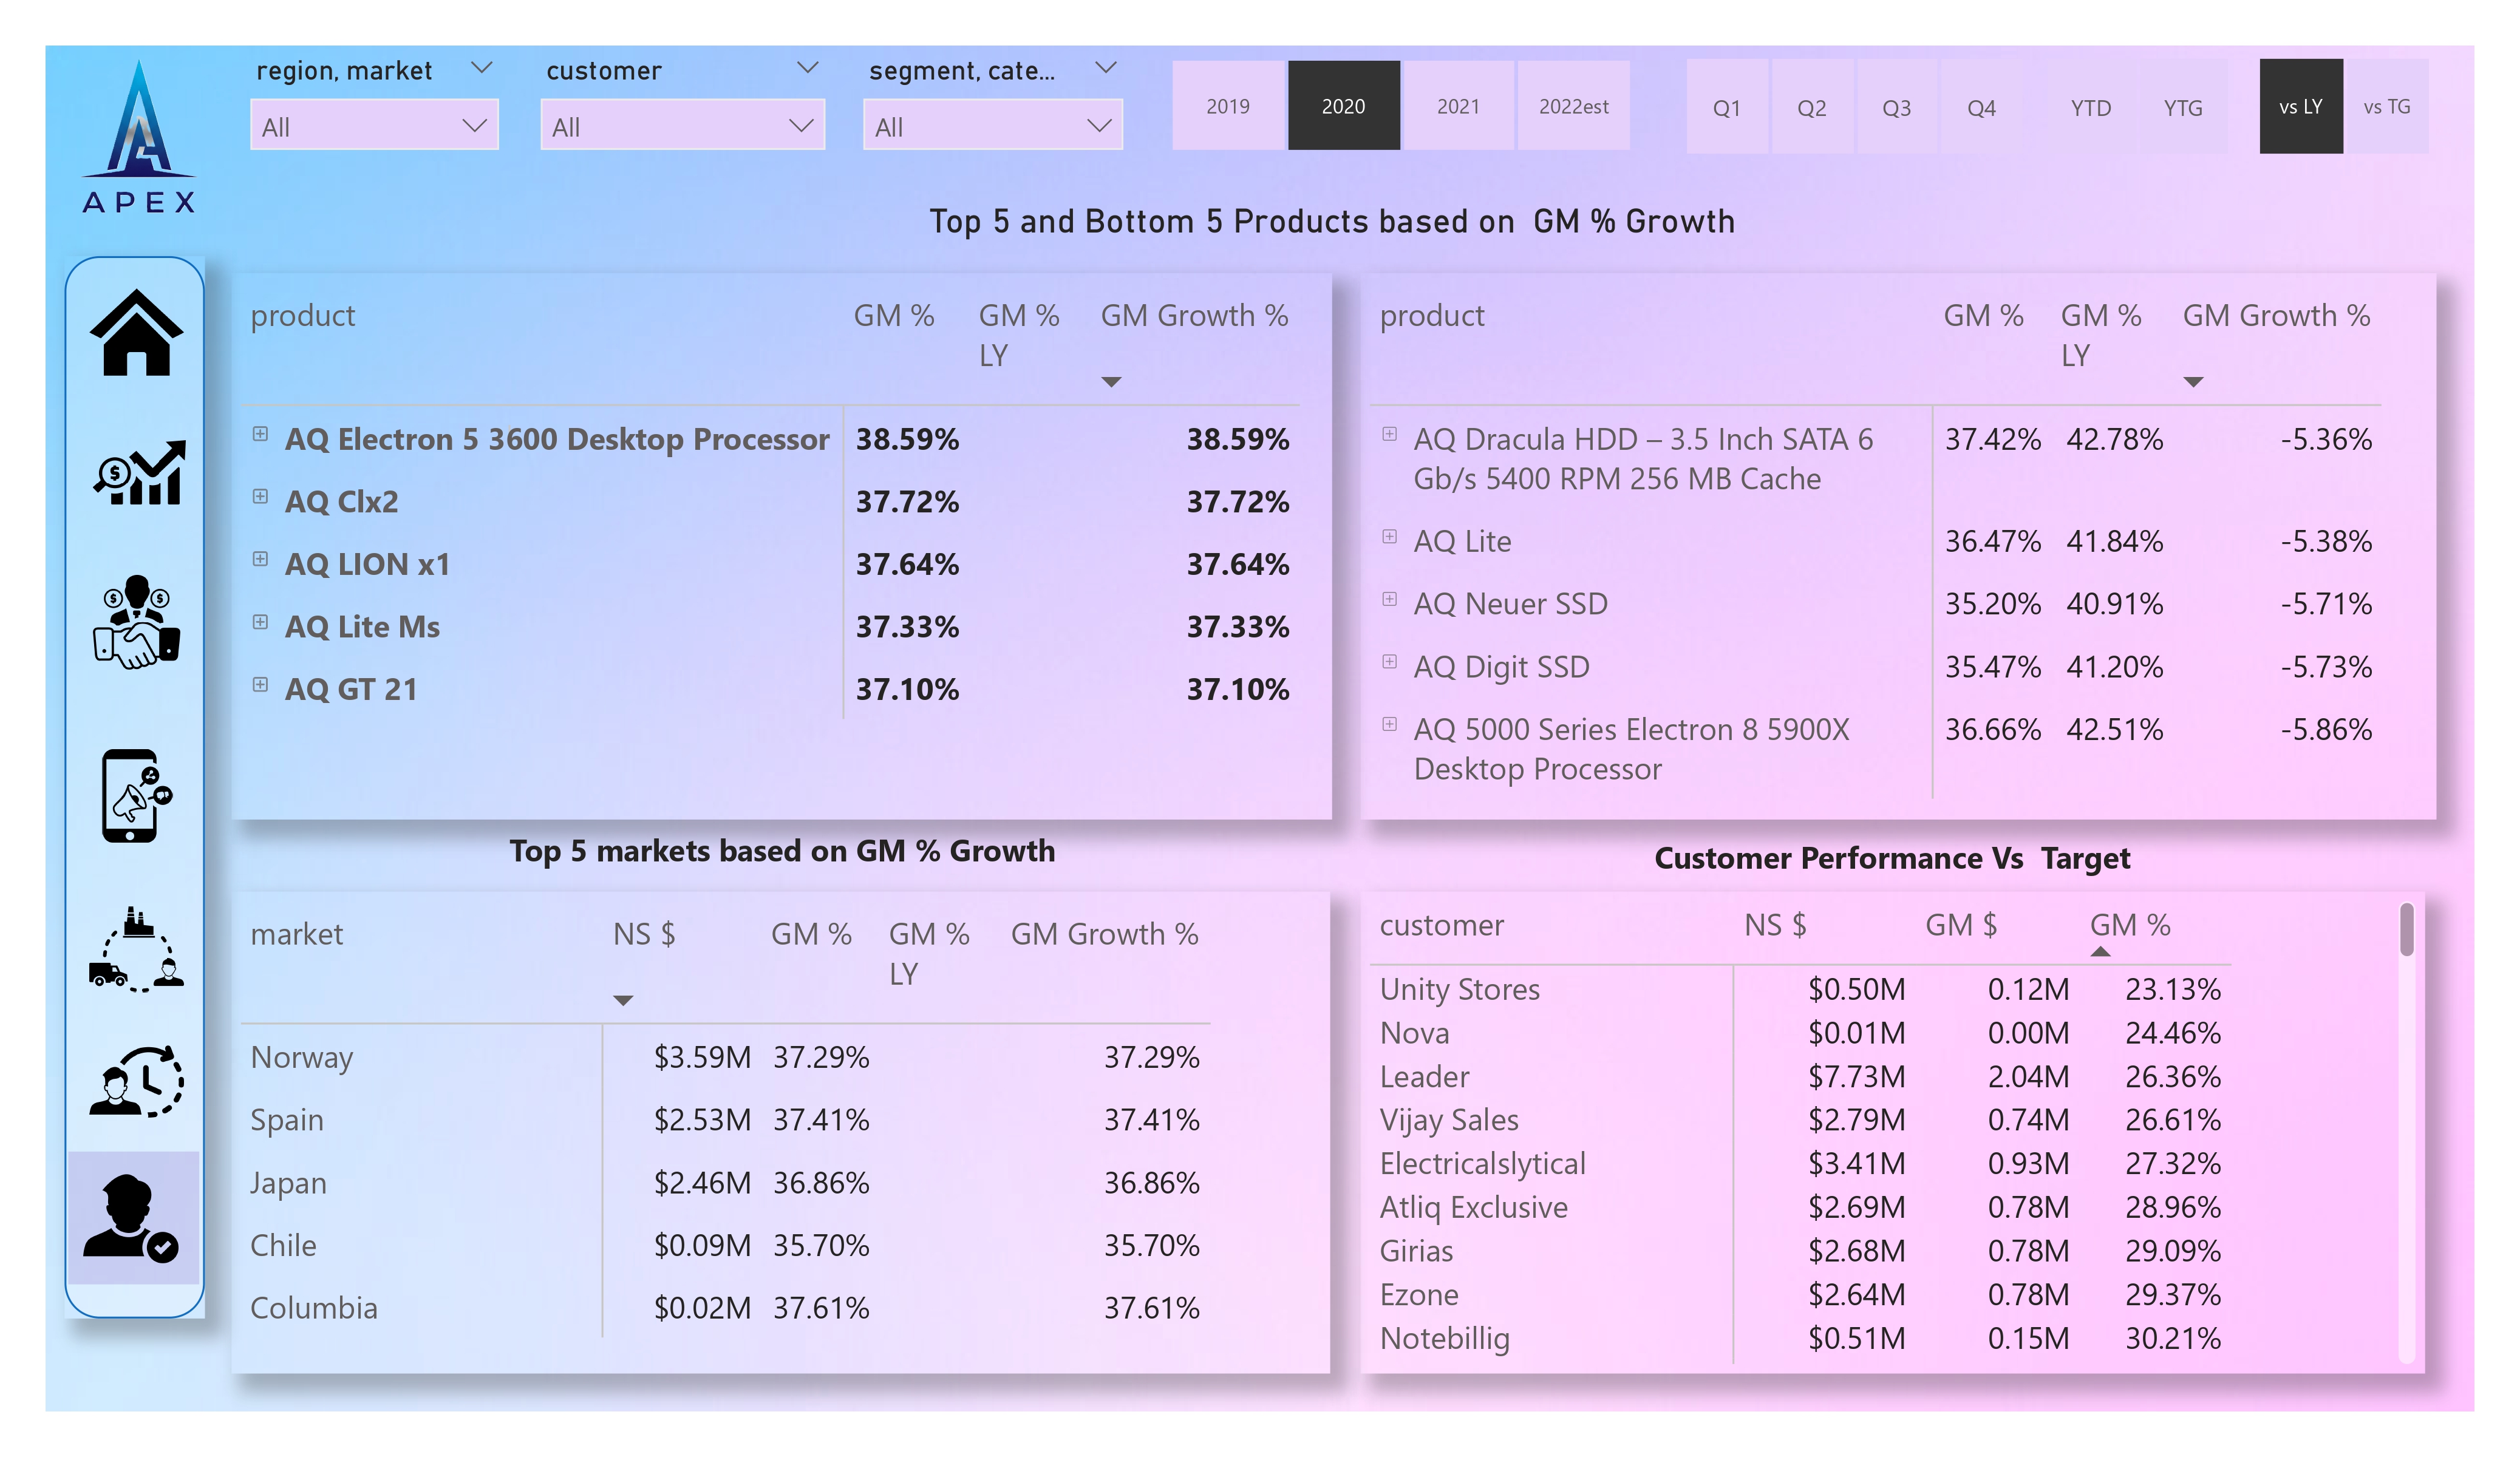 APEX
region, market
customer
segment, cate...
All
All
All
2019 2020 2021 2022est
Q1 Q2 Q3 Q4 YTD YTG
vs LY vs TG
Top 5 and Bottom 5 Products based on GM % Growth
product GM % GM % LY GM Growth %
AQ Electron 5 3600 Desktop Processor 38.59% 38.59%
AQ Clx2 37.72% 37.72%
AQ LION x1 37.64% 37.64%
AQ Lite Ms 37.33% 37.33%
AQ GT 21 37.10% 37.10%
product GM % GM % LY GM Growth %
AQ Dracula HDD – 3.5 Inch SATA 6 37.42% 42.78% -5.36%
Gb/s 5400 RPM 256 MB Cache
AQ Lite 36.47% 41.84% -5.38%
AQ Neuer SSD 35.20% 40.91% -5.71%
AQ Digit SSD 35.47% 41.20% -5.73%
AQ 5000 Series Electron 8 5900X 36.66% 42.51% -5.86%
Desktop Processor
Top 5 markets based on GM % Growth
market NS $ GM % GM % LY GM Growth %
Norway $3.59M 37.29% 37.29%
Spain $2.53M 37.41% 37.41%
Japan $2.46M 36.86% 36.86%
Chile $0.09M 35.70% 35.70%
Columbia $0.02M 37.61% 37.61%
Customer Performance Vs Target
customer NS $ GM $ GM %
Unity Stores $0.50M 0.12M 23.13%
Nova $0.01M 0.00M 24.46%
Leader $7.73M 2.04M 26.36%
Vijay Sales $2.79M 0.74M 26.61%
Electricalslytical $3.41M 0.93M 27.32%
Atliq Exclusive $2.69M 0.78M 28.96%
Girias $2.68M 0.78M 29.09%
Ezone $2.64M 0.78M 29.37%
Notebillig $0.51M 0.15M 30.21%